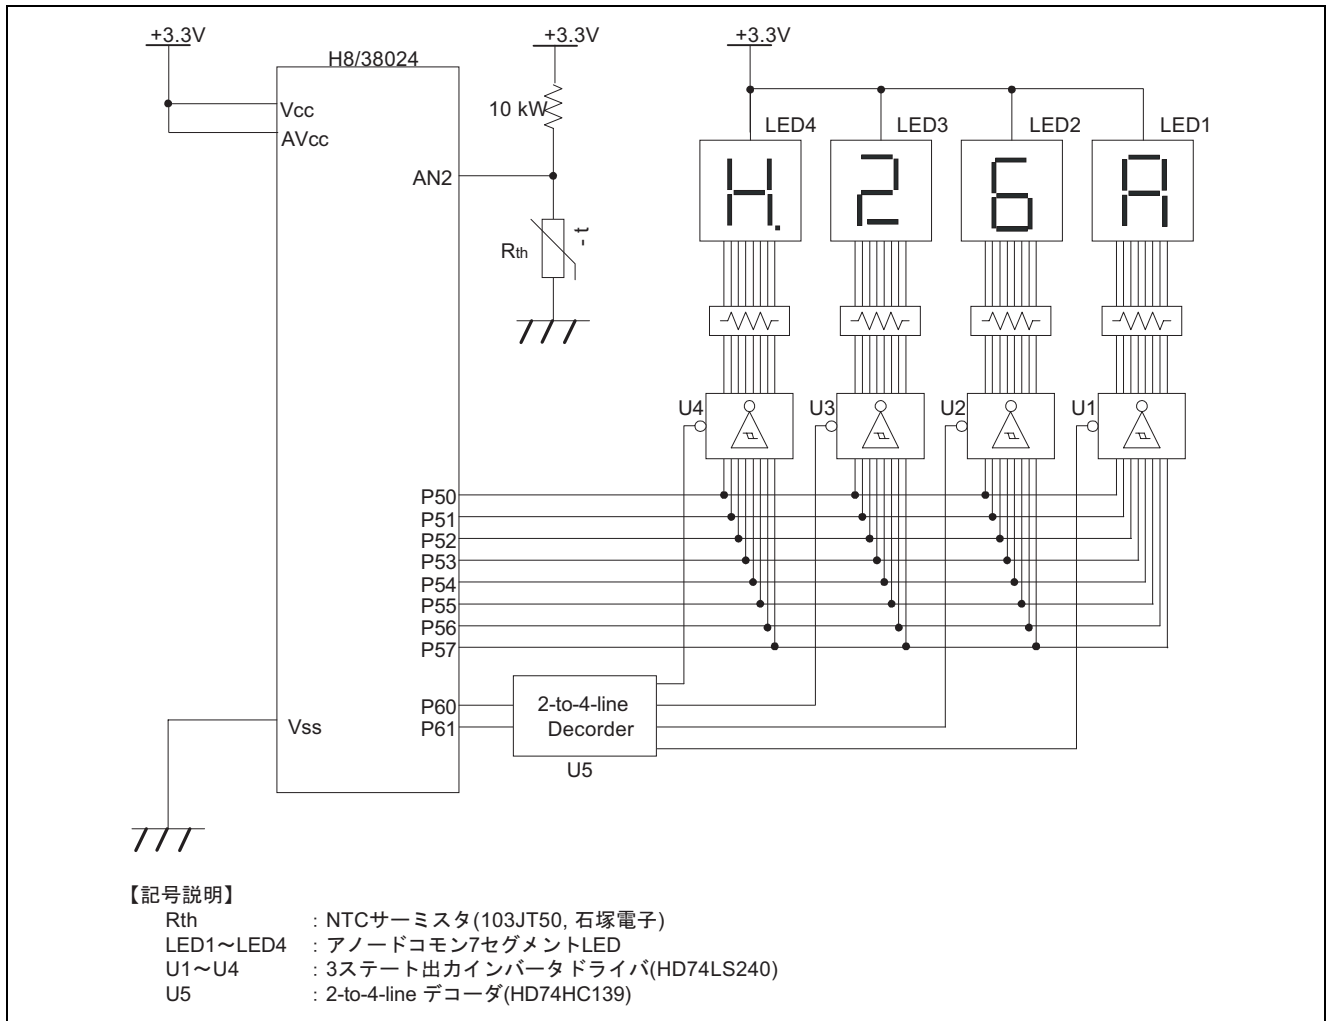 +3.3V
+3.3V
+3.3V
H8/38024
Vcc
AVcc
10 kW
AN2
Rth
- t
LED4
LED3
LED2
LED1
H.
2
6
A
U4
U3
U2
U1
P50
P51
P52
P53
P54
P55
P56
P57
P60
P61
Vss
2-to-4-line
Decorder
U5
【記号説明】
Rth : NTCサーミスタ(103JT50, 石塚電子)
LED1～LED4 : アノードコモン7セグメントLED
U1～U4 : 3ステート出力インバータドライバ(HD74LS240)
U5 : 2-to-4-line デコーダ(HD74HC139)